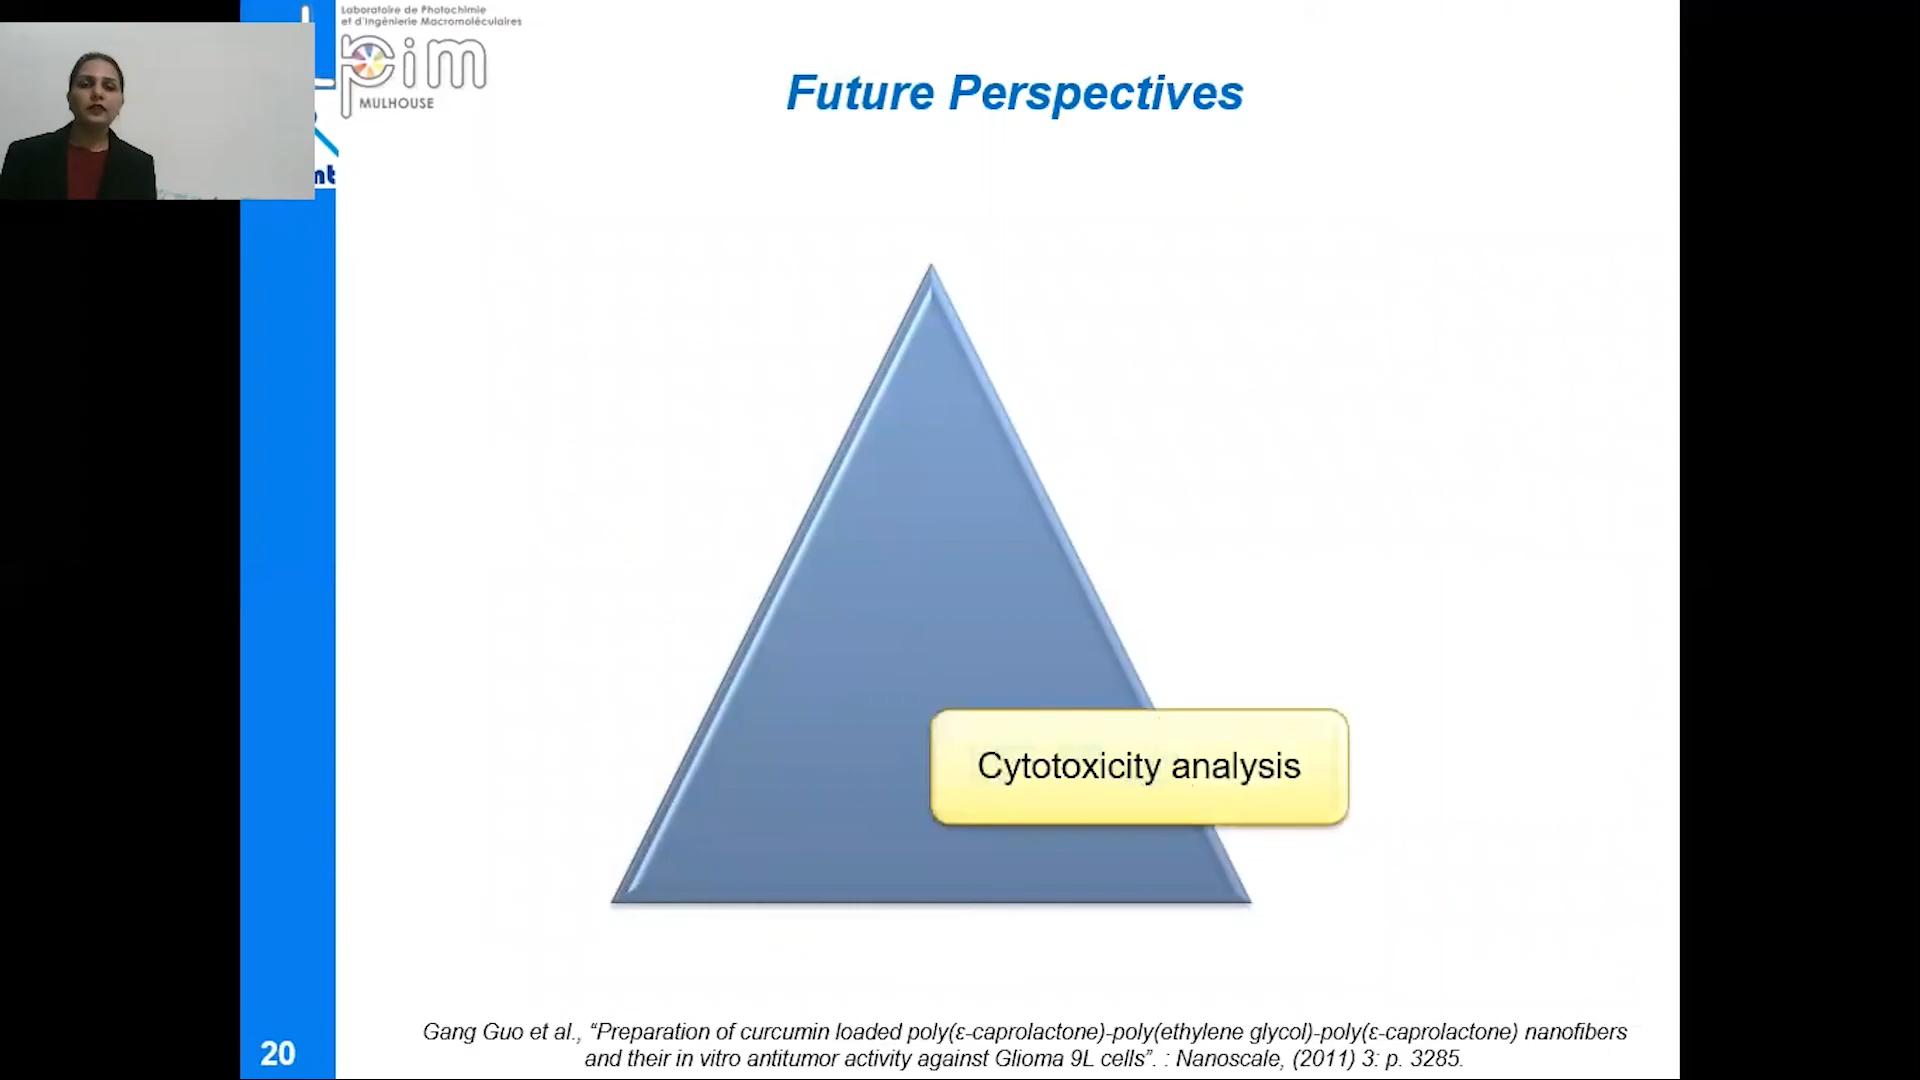 Laboratoire de Photochimie
et d'Ingénierie Macromoléculaires
pim
MULHOUSE
Future Perspectives
nt
Cytotoxicity analysis
Gang Guo et al., “Preparation of curcumin loaded poly(ε-caprolactone)-poly(ethylene glycol)-poly(ε-caprolactone) nanofibers
and their in vitro antitumor activity against Glioma 9L cells”. : Nanoscale, (2011) 3: p. 3285.
20